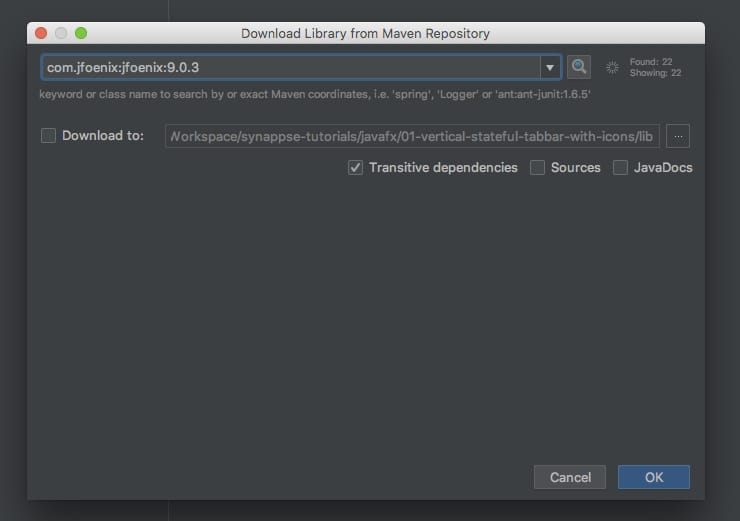 Download Library from Maven Repository
com.jfoenix:jfoenix:9.0.3
Found: 22
Showing: 22
keyword or class name to search by or exact Maven coordinates, i.e. 'spring', 'Logger' or 'ant:ant-junit:1.6.5'
Download to: /Workspace/synappse-tutorials/javafx/01-vertical-stateful-tabbar-with-icons/lib ...
Transitive dependencies Sources JavaDocs
Cancel OK